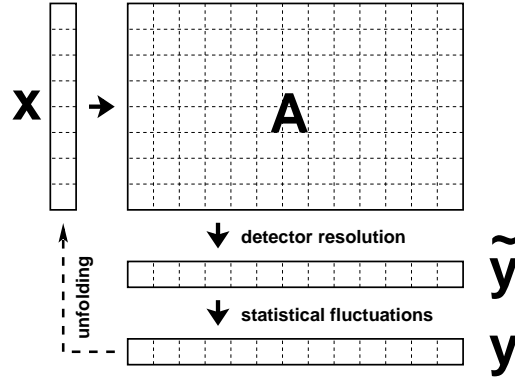 x
A
detector resolution
ỹ
unfolding
statistical fluctuations
y